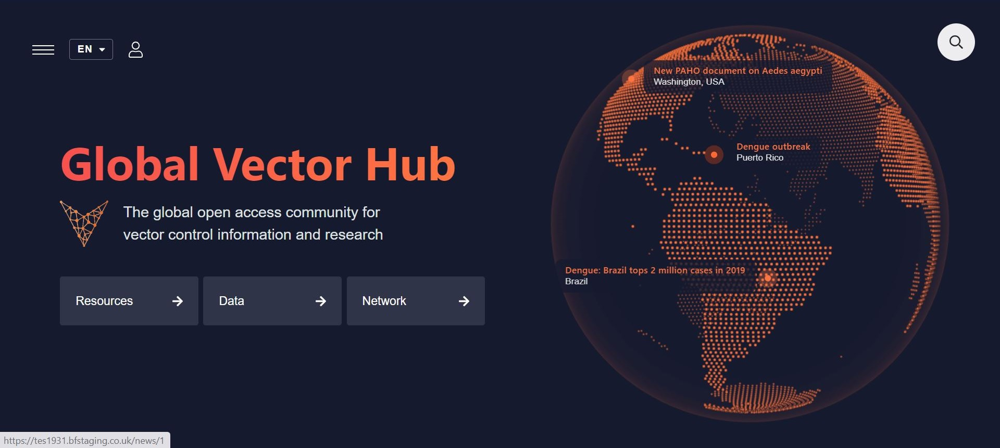 EN
New PAHO document on Aedes aegypti
Washington, USA
Dengue outbreak
Puerto Rico
Global Vector Hub
The global open access community for
vector control information and research
Dengue: Brazil tops 2 million cases in 2019
Brazil
Resources
Data
Network
https://tes1931.bfstaging.co.uk/news/1